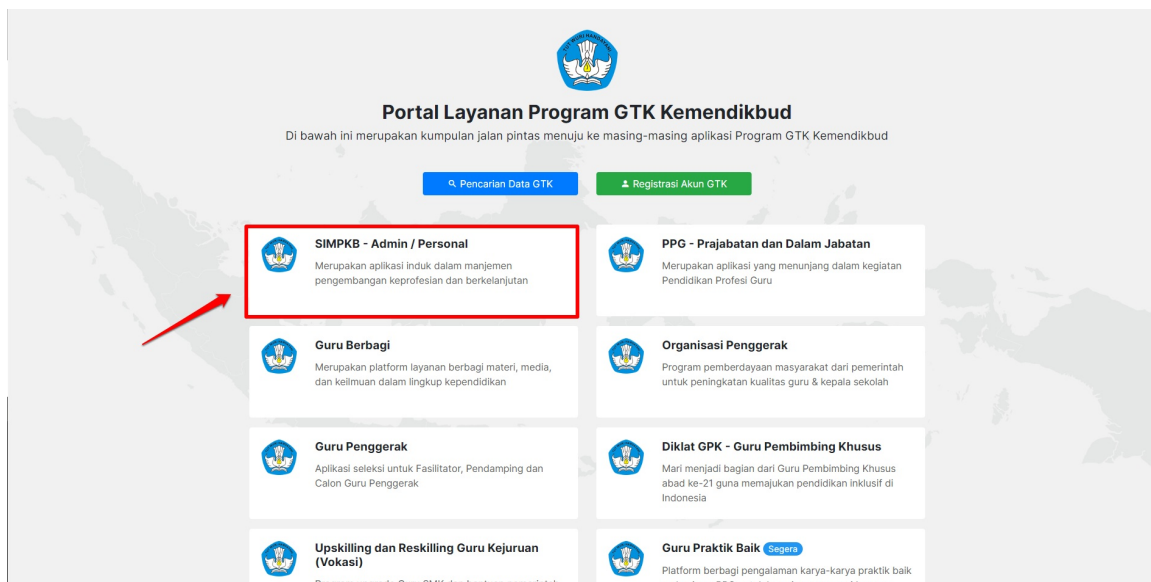 TUT WURI HANDAYANI
Portal Layanan Program GTK Kemendikbud
Di bawah ini merupakan kumpulan jalan pintas menuju ke masing-masing aplikasi Program GTK Kemendikbud
Pencarian Data GTK
Registrasi Akun GTK
SIMPKB - Admin / Personal
Merupakan aplikasi induk dalam manjemen
pengembangan keprofesian dan berkelanjutan
PPG - Prajabatan dan Dalam Jabatan
Merupakan aplikasi yang menunjang dalam kegiatan
Pendidikan Profesi Guru
Guru Berbagi
Merupakan platform layanan berbagi materi, media,
dan keilmuan dalam lingkup kependidikan
Organisasi Penggerak
Program pemberdayaan masyarakat dari pemerintah
untuk peningkatan kualitas guru & kepala sekolah
Guru Penggerak
Aplikasi seleksi untuk Fasilitator, Pendamping dan
Calon Guru Penggerak
Diklat GPK - Guru Pembimbing Khusus
Mari menjadi bagian dari Guru Pembimbing Khusus
abad ke-21 guna memajukan pendidikan inklusif di
Indonesia
Upskilling dan Reskilling Guru Kejuruan
(Vokasi)
Guru Praktik Baik Segera
Platform berbagi pengalaman karya-karya praktik baik